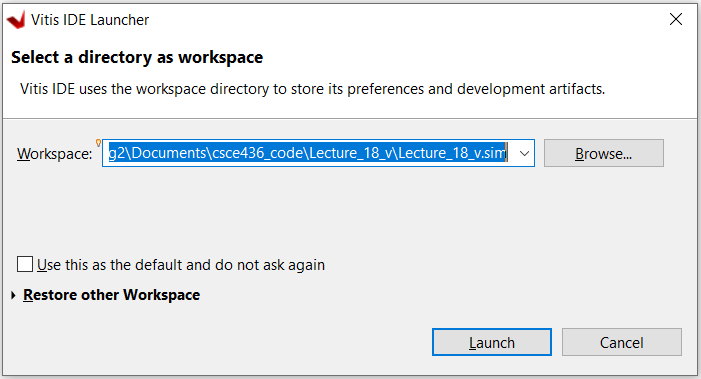 Vitis IDE Launcher
Select a directory as workspace
Vitis IDE uses the workspace directory to store its preferences and development artifacts.
Workspace: g2\Documents\csce436_code\Lecture_18_v\Lecture_18_v.sim Browse...
Use this as the default and do not ask again
Restore other Workspace
Launch Cancel